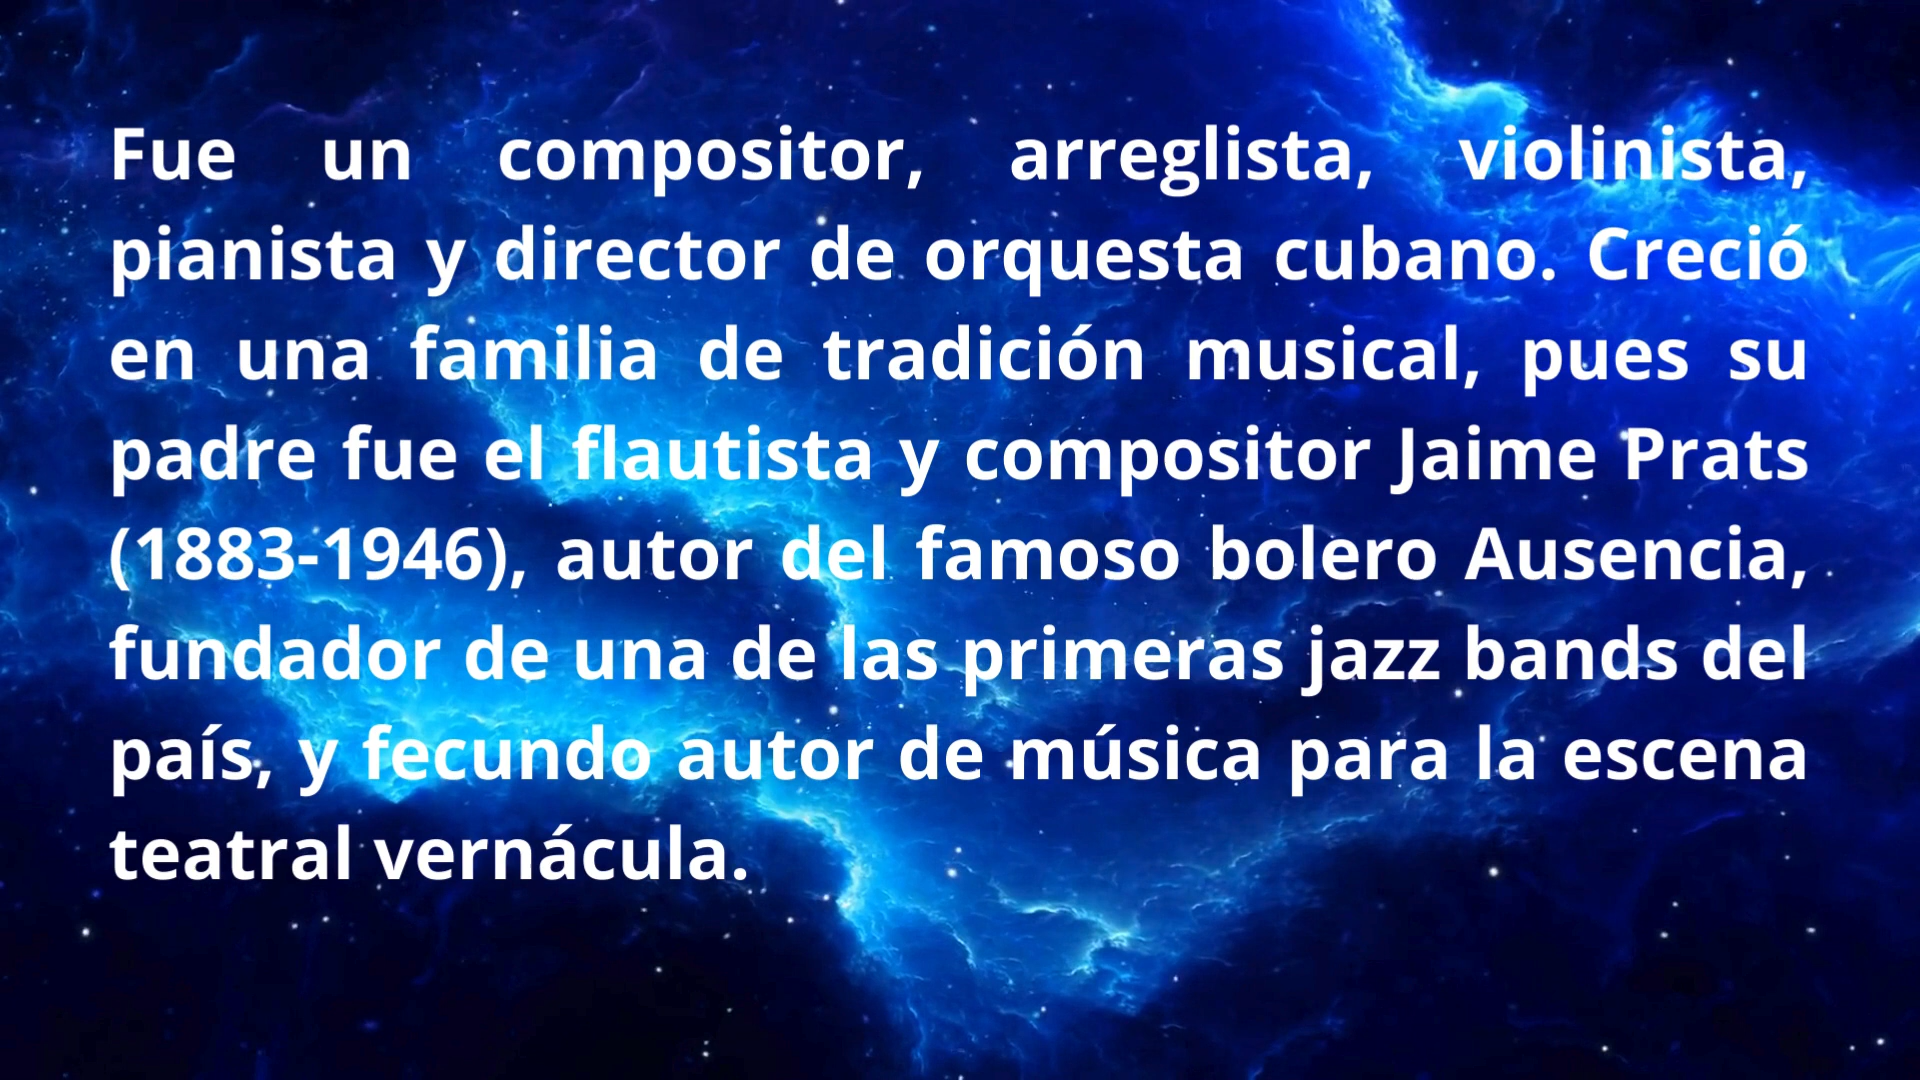 Fue un compositor, arreglista, violinista,
pianista y director de orquesta cubano. Creció
en una familia de tradición musical, pues su
padre fue el flautista y compositor Jaime Prats
(1883-1946), autor del famoso bolero Ausencia,
fundador de una de las primeras jazz bands del
país, y fecundo autor de música para la escena
teatral vernácula.